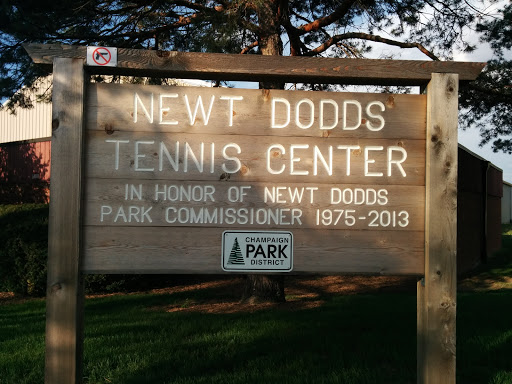 NEWT DODDS
TENNIS CENTER
IN HONOR OF NEWT DODDS
PARK COMMISSIONER 1975-2013
CHAMPAIGN
PARK
DISTRICT